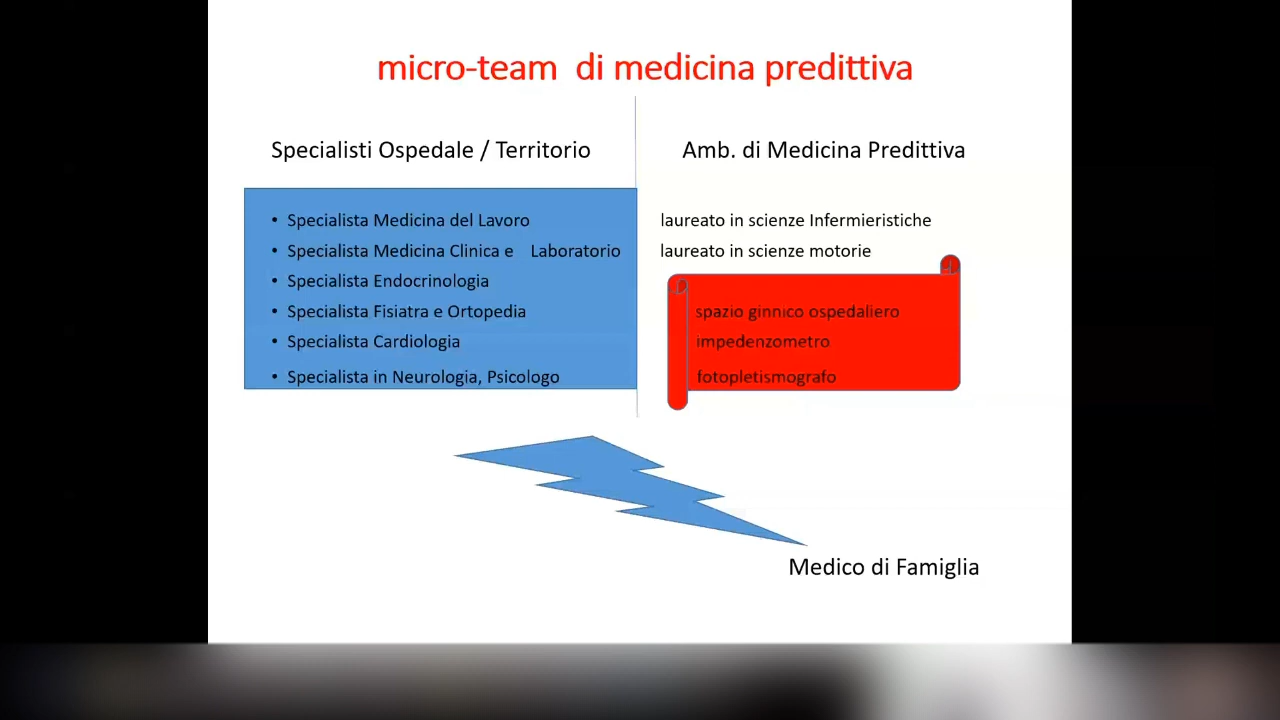 micro-team di medicina predittiva
Specialisti Ospedale / Territorio
• Specialista Medicina del Lavoro
• Specialista Medicina Clinica e Laboratorio
• Specialista Endocrinologia
• Specialista Fisiatra e Ortopedia
• Specialista Cardiologia
• Specialista in Neurologia, Psicologo
Amb. di Medicina Predittiva
laureato in scienze Infermieristiche
laureato in scienze motorie
spazio ginnico ospedaliero
impedenzometro
fotopletismografo
Medico di Famiglia